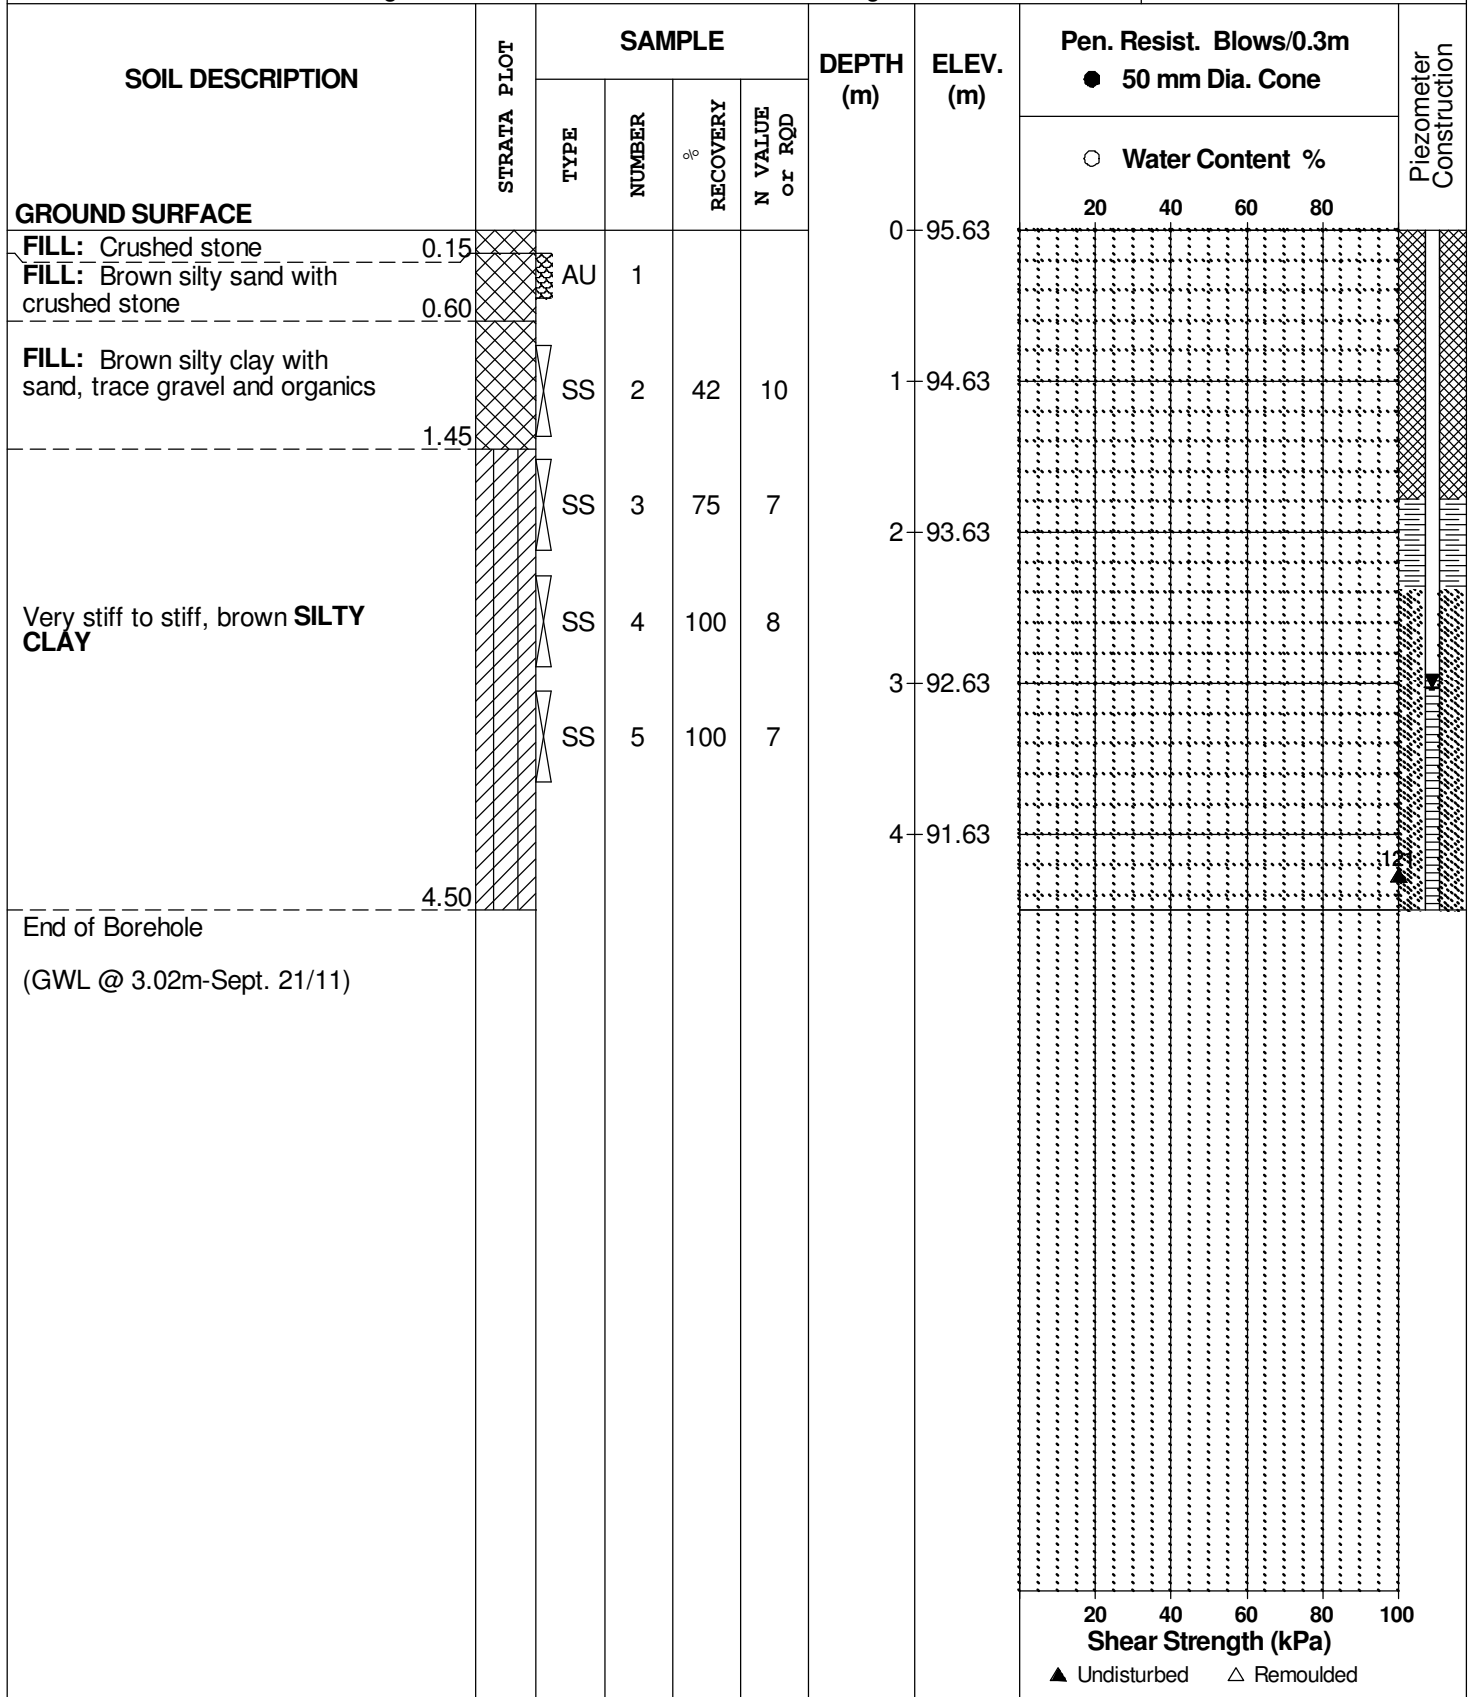 SOIL DESCRIPTION
STRATA PLOT
SAMPLE
TYPE
NUMBER
% RECOVERY
N VALUE or RQD
DEPTH (m)
ELEV. (m)
Pen. Resist. Blows/0.3m
● 50 mm Dia. Cone
○ Water Content %
Piezometer Construction
20 40 60 80
GROUND SURFACE
0 95.63
FILL: Crushed stone 0.15
FILL: Brown silty sand with
crushed stone 0.60
AU 1
FILL: Brown silty clay with
sand, trace gravel and organics
1.45
SS 2 42 10
1 94.63
SS 3 75 7
2 93.63
Very stiff to stiff, brown SILTY
CLAY
SS 4 100 8
3 92.63
SS 5 100 7
4 91.63
121
4.50
End of Borehole
(GWL @ 3.02m-Sept. 21/11)
20 40 60 80 100
Shear Strength (kPa)
▲ Undisturbed △ Remoulded